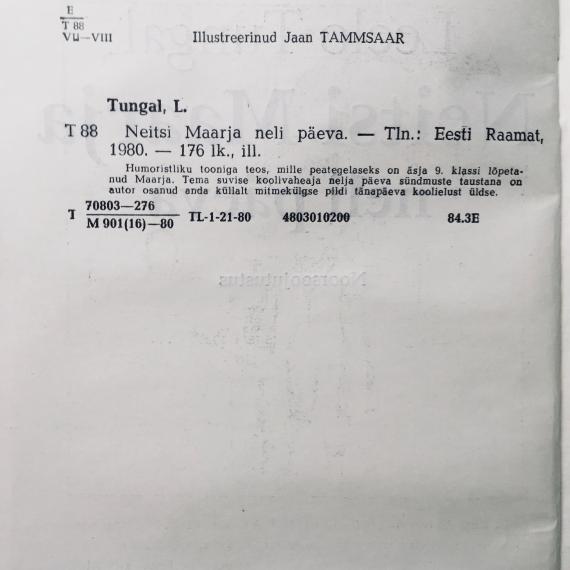 E
T 88
VII—VIII
Illustreerinud Jaan TAMMSAAR
Tungal, L.
T 88 Neitsi Maarja neli päeva. — Tln.: Eesti Raamat,
1980. — 176 lk., ill.
Humoristliku tooniga teos, mille peategelaseks on äsja 9. klassi lõpeta-
nud Maarja. Tema suvise koolivaheaja nelja päeva sündmuste taustana on
autor osanud anda küllalt mitmekülgse pildi tänapäeva koolielust üldse.
70803—276
T TL-1-21-80 4803010200 84.3E
M 901(16)—80